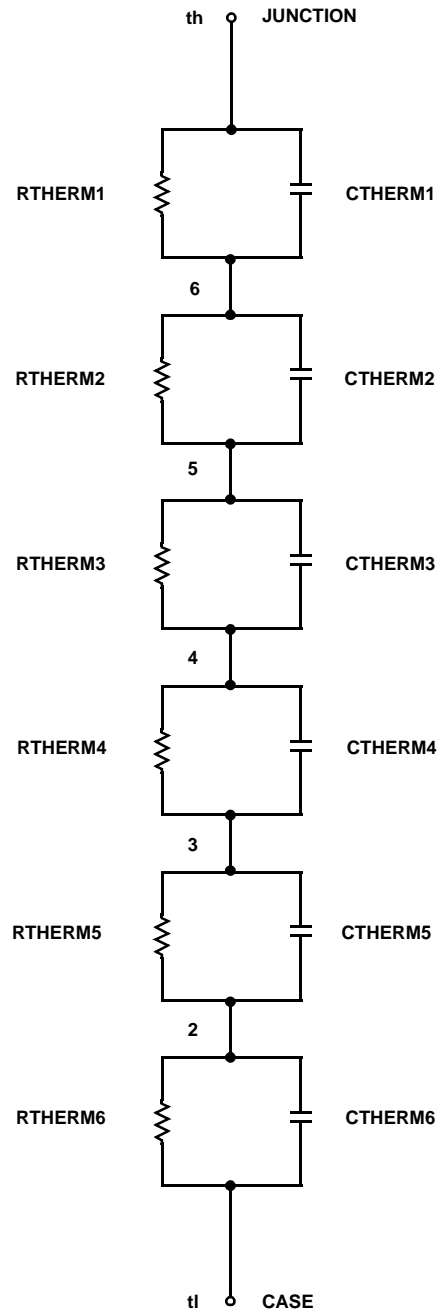 th JUNCTION
RTHERM1 CTHERM1
6
RTHERM2 CTHERM2
5
RTHERM3 CTHERM3
4
RTHERM4 CTHERM4
3
RTHERM5 CTHERM5
2
RTHERM6 CTHERM6
tl CASE